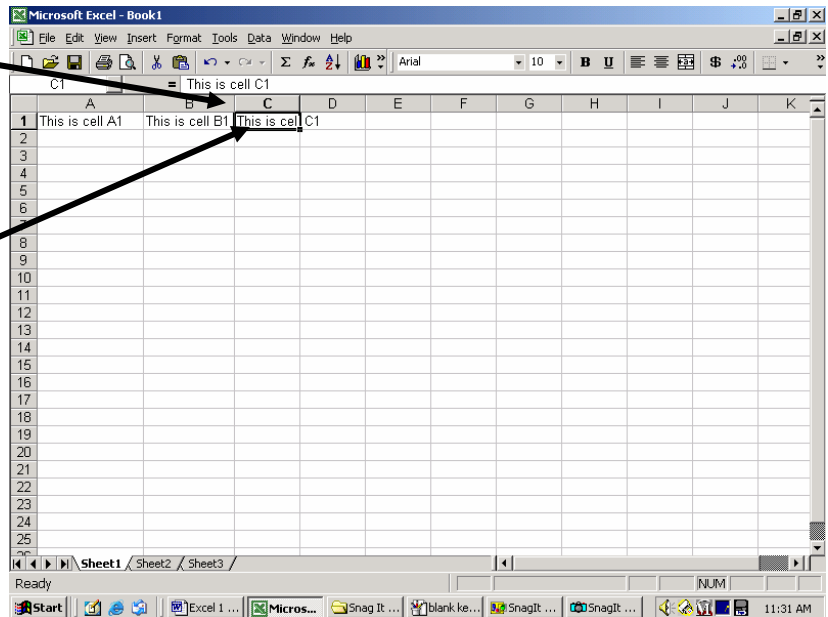 Microsoft Excel - Book1
File Edit View Insert Format Tools Data Window Help
Arial 10 B U $
C1 = This is cell C1
A B C D E F G H I J K
1 This is cell A1 This is cell B1 This is cel C1
2
3
4
5
6
8
9
10
11
12
13
14
15
16
17
18
19
20
21
22
23
24
25
26
Sheet1 Sheet2 Sheet3
Ready NUM
Start Excel 1 ... Micros... Snag It ... blank ke... SnagIt ... SnagIt ... 11:31 AM